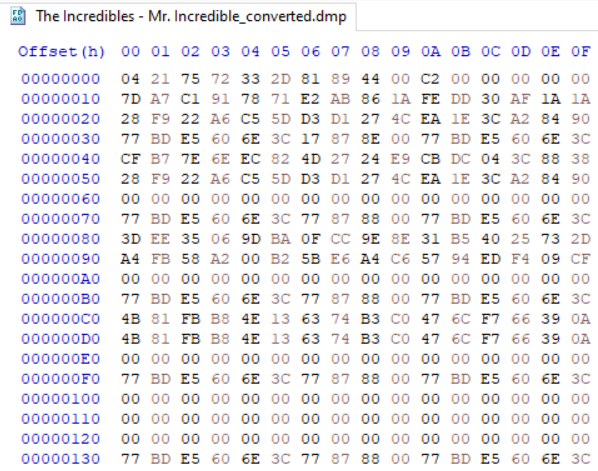 The Incredibles - Mr. Incredible_converted.dmp
Offset(h) 00 01 02 03 04 05 06 07 08 09 0A 0B 0C 0D 0E 0F
00000000 04 21 75 72 33 2D 81 89 44 00 C2 00 00 00 00 00
00000010 7D A7 C1 91 78 71 E2 AB 86 1A FE DD 30 AF 1A 1A
00000020 28 F9 22 A6 C5 5D D3 D1 27 4C EA 1E 3C A2 84 90
00000030 77 BD E5 60 6E 3C 17 87 8E 00 77 BD E5 60 6E 3C
00000040 CF B7 7E 6E EC 82 4D 27 24 E9 CB DC 04 3C 88 38
00000050 28 F9 22 A6 C5 5D D3 D1 27 4C EA 1E 3C A2 84 90
00000060 00 00 00 00 00 00 00 00 00 00 00 00 00 00 00 00
00000070 77 BD E5 60 6E 3C 77 87 88 00 77 BD E5 60 6E 3C
00000080 3D EE 35 06 9D BA 0F CC 9E 8E 31 B5 40 25 73 2D
00000090 A4 FB 58 A2 00 B2 5B E6 A4 C6 57 94 ED F4 09 CF
000000A0 00 00 00 00 00 00 00 00 00 00 00 00 00 00 00 00
000000B0 77 BD E5 60 6E 3C 77 87 88 00 77 BD E5 60 6E 3C
000000C0 4B 81 FB B8 4E 13 63 74 B3 C0 47 6C F7 66 39 0A
000000D0 4B 81 FB B8 4E 13 63 74 B3 C0 47 6C F7 66 39 0A
000000E0 00 00 00 00 00 00 00 00 00 00 00 00 00 00 00 00
000000F0 77 BD E5 60 6E 3C 77 87 88 00 77 BD E5 60 6E 3C
00000100 00 00 00 00 00 00 00 00 00 00 00 00 00 00 00 00
00000110 00 00 00 00 00 00 00 00 00 00 00 00 00 00 00 00
00000120 00 00 00 00 00 00 00 00 00 00 00 00 00 00 00 00
00000130 77 BD E5 60 6E 3C 77 87 88 00 77 BD E5 60 6E 3C